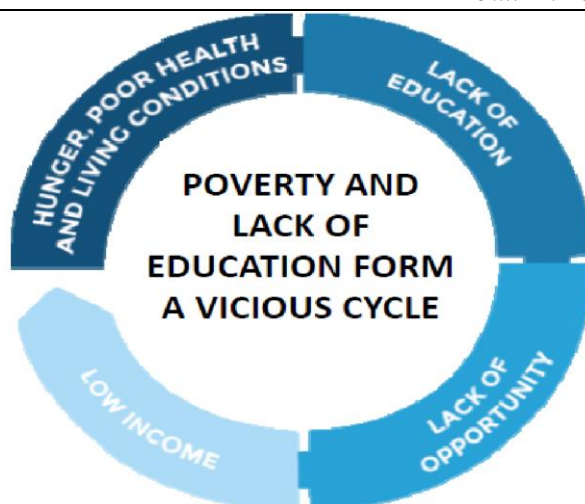 POVERTY AND
LACK OF
EDUCATION FORM
A VICIOUS CYCLE
HUNGER, POOR HEALTH
AND LIVING CONDITIONS
LACK OF
EDUCATION
LACK OF
OPPORTUNITY
LOW INCOME